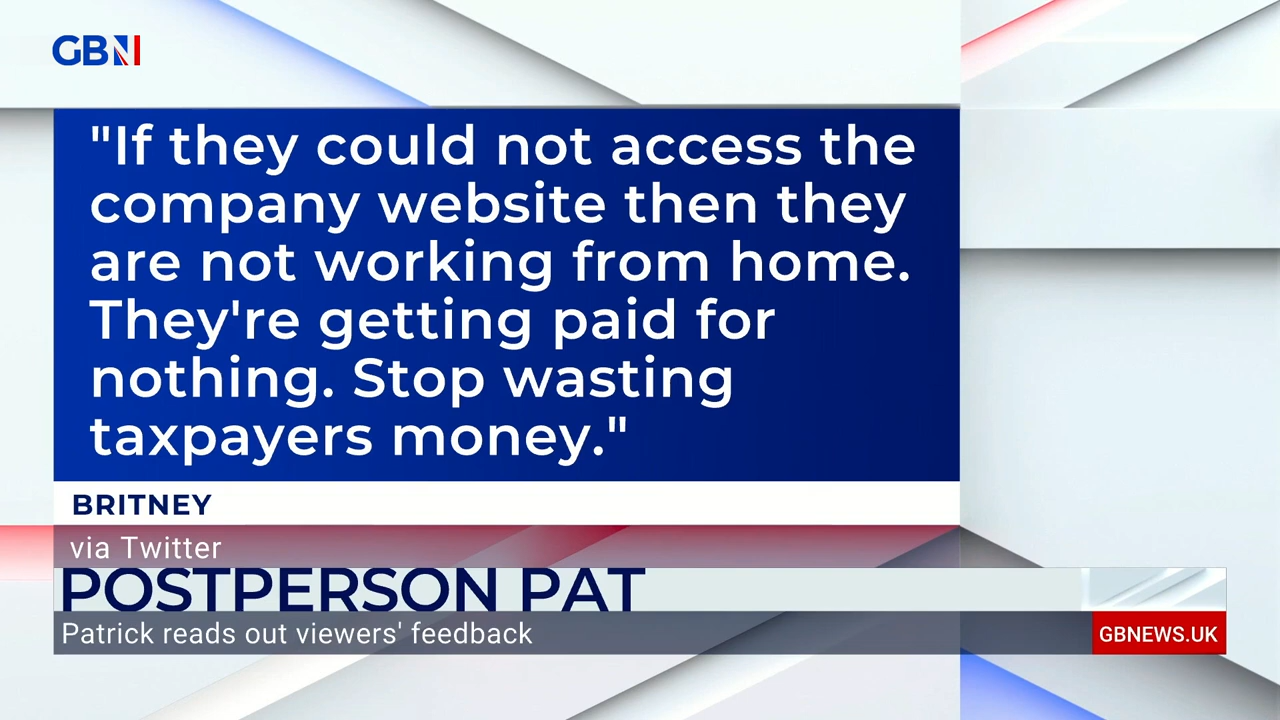 GBN
"If they could not access the
company website then they
are not working from home.
They're getting paid for
nothing. Stop wasting
taxpayers money."
BRITNEY
via Twitter
POSTPERSON PAT
Patrick reads out viewers' feedback
GBNEWS.UK